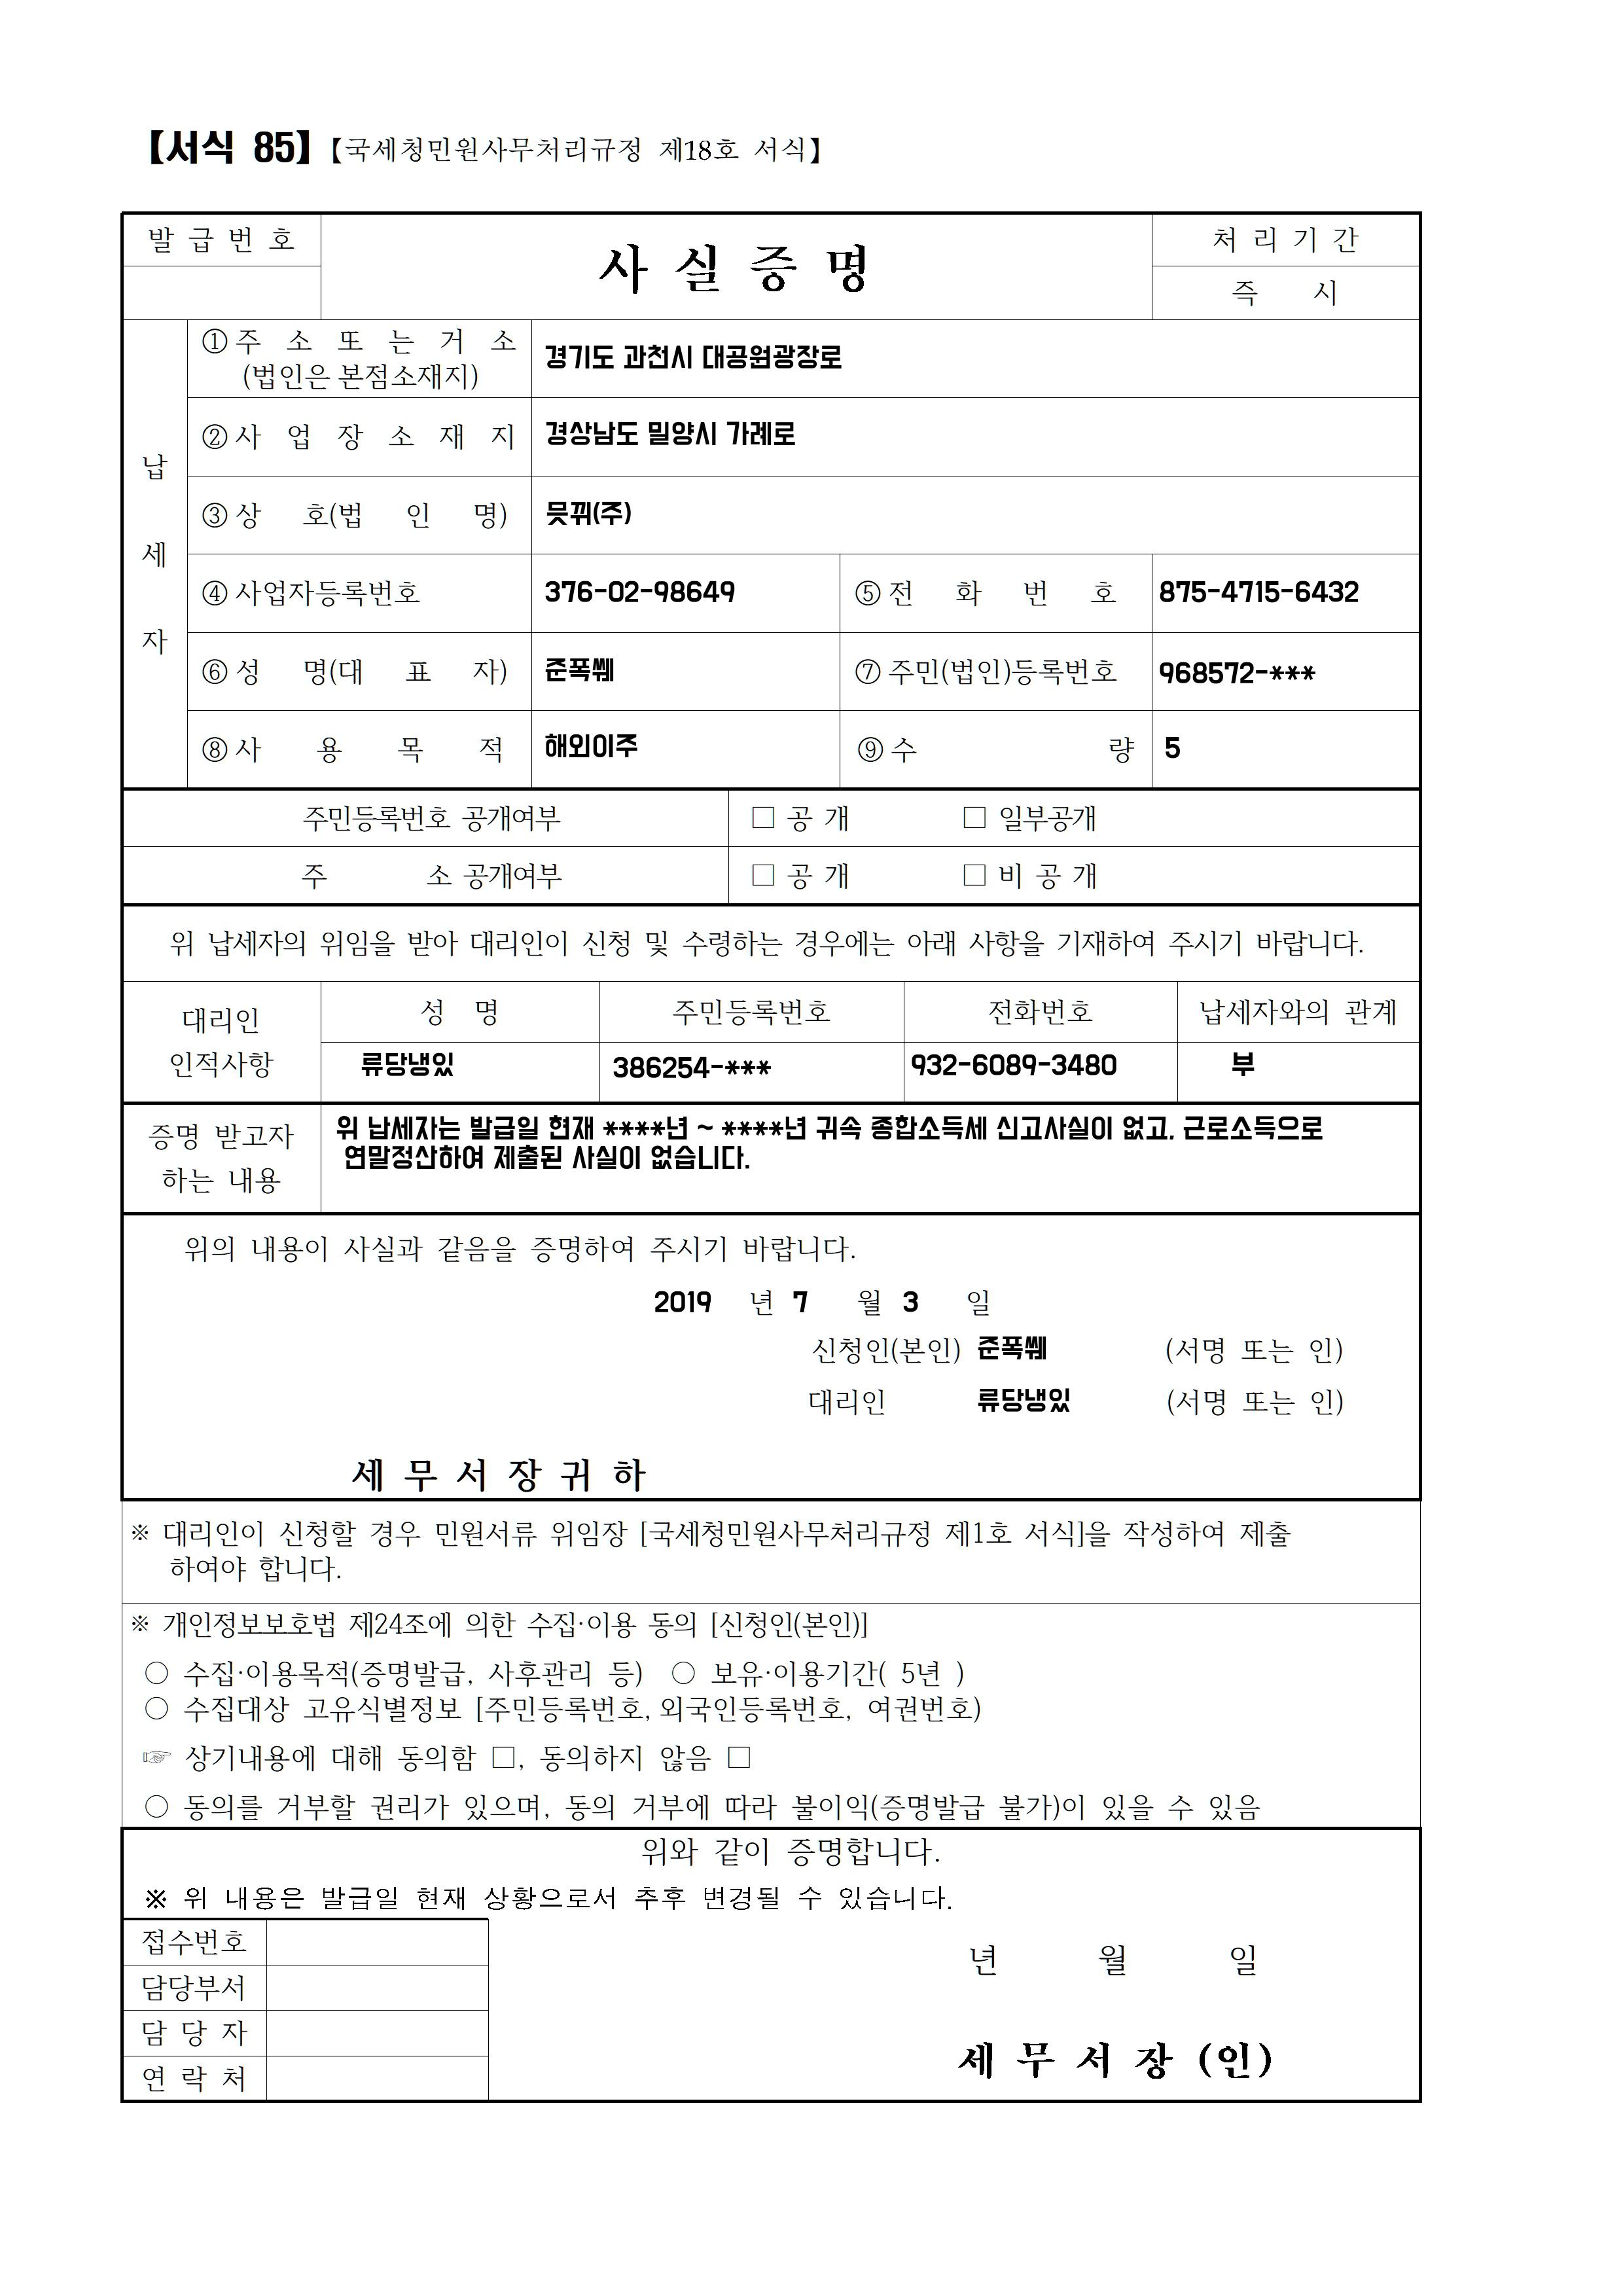 【서식 85】【국세청민원사무처리규정 제18호 서식】
발 급 번 호
사 실 증 명
처 리 기 간
즉 시
납 세 자
① 주 소 또 는 거 소
(법인은 본점소재지)
경기도 과천시 대공원광장로
② 사 업 장 소 재 지
경상남도 밀양시 가례로
③ 상 호(법 인 명)
믓뀌(주)
④ 사업자등록번호
376-02-98649
⑤ 전 화 번 호
875-4715-6432
⑥ 성 명(대 표 자)
준폭쒬
⑦ 주민(법인)등록번호
968572-***
⑧ 사 용 목 적
해외이주
⑨ 수 량
5
주민등록번호 공개여부
□ 공 개 □ 일부공개
주 소 공개여부
□ 공 개 □ 비 공 개
위 납세자의 위임을 받아 대리인이 신청 및 수령하는 경우에는 아래 사항을 기재하여 주시기 바랍니다.
대리인
인적사항
성 명 주민등록번호 전화번호 납세자와의 관계
류당냉있 386254-*** 932-6089-3480 부
증명 받고자
하는 내용
위 납세자는 발급일 현재 ****년 ~ ****년 귀속 종합소득세 신고사실이 없고, 근로소득으로
연말정산하여 제출된 사실이 없습니다.
위의 내용이 사실과 같음을 증명하여 주시기 바랍니다.
2019 년 7 월 3 일
신청인(본인) 준폭쒬 (서명 또는 인)
대리인 류당냉있 (서명 또는 인)
세 무 서 장 귀 하
※ 대리인이 신청할 경우 민원서류 위임장 [국세청민원사무처리규정 제1호 서식]을 작성하여 제출
하여야 합니다.
※ 개인정보보호법 제24조에 의한 수집·이용 동의 [신청인(본인)]
○ 수집·이용목적(증명발급, 사후관리 등) ○ 보유·이용기간( 5년 )
○ 수집대상 고유식별정보 [주민등록번호, 외국인등록번호, 여권번호)
☞ 상기내용에 대해 동의함 □, 동의하지 않음 □
○ 동의를 거부할 권리가 있으며, 동의 거부에 따라 불이익(증명발급 불가)이 있을 수 있음
위와 같이 증명합니다.
※ 위 내용은 발급일 현재 상황으로서 추후 변경될 수 있습니다.
접수번호
담당부서
담 당 자
연 락 처
년 월 일
세 무 서 장 (인)